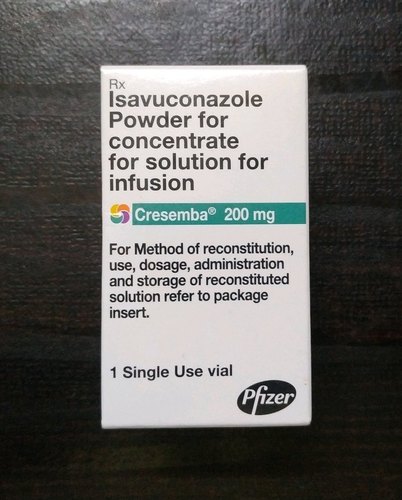 Rx
Isavuconazole
Powder for
concentrate
for solution for
infusion
Cresemba® 200 mg
For Method of reconstitution,
use, dosage, administration
and storage of reconstituted
solution refer to package
insert.
1 Single Use vial
Pfizer